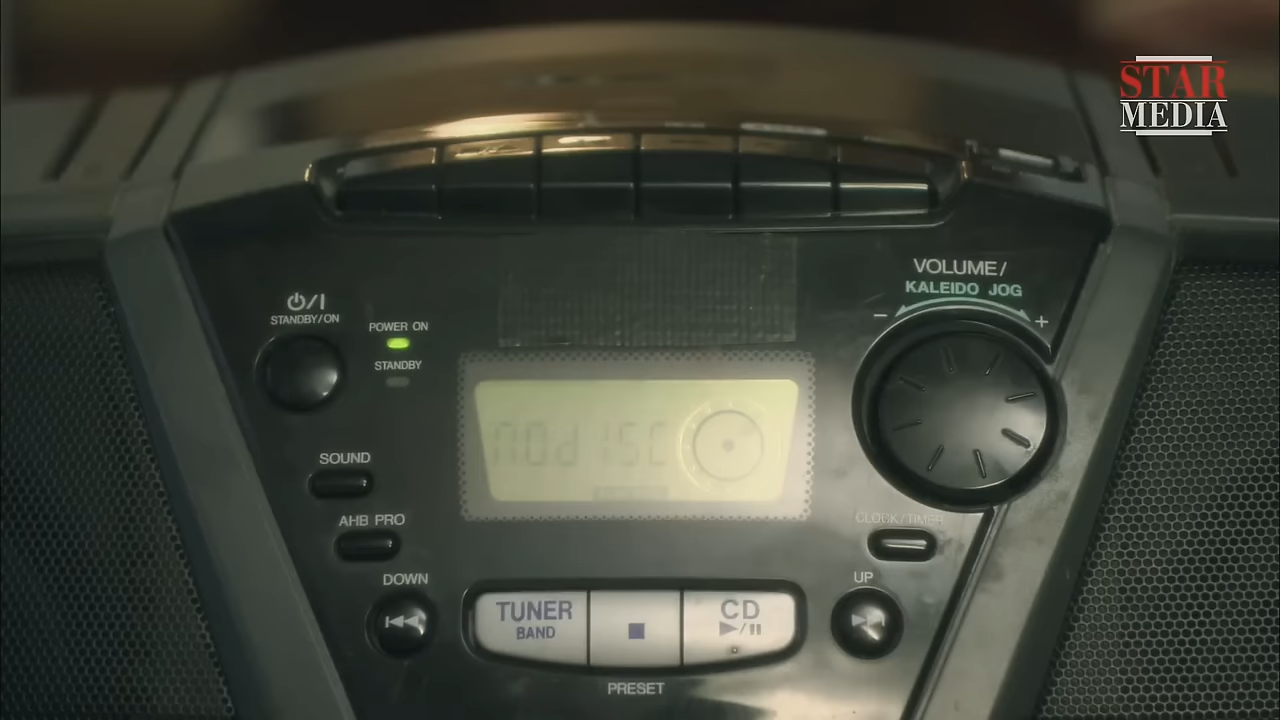 STAR
MEDIA
VOLUME/
KALEIDO JOG
− +
⏻/I
STANDBY/ON
POWER ON
STANDBY
SOUND
AHB PRO
CLOCK/TIMER
DOWN
UP
TUNER
BAND
CD
PRESET